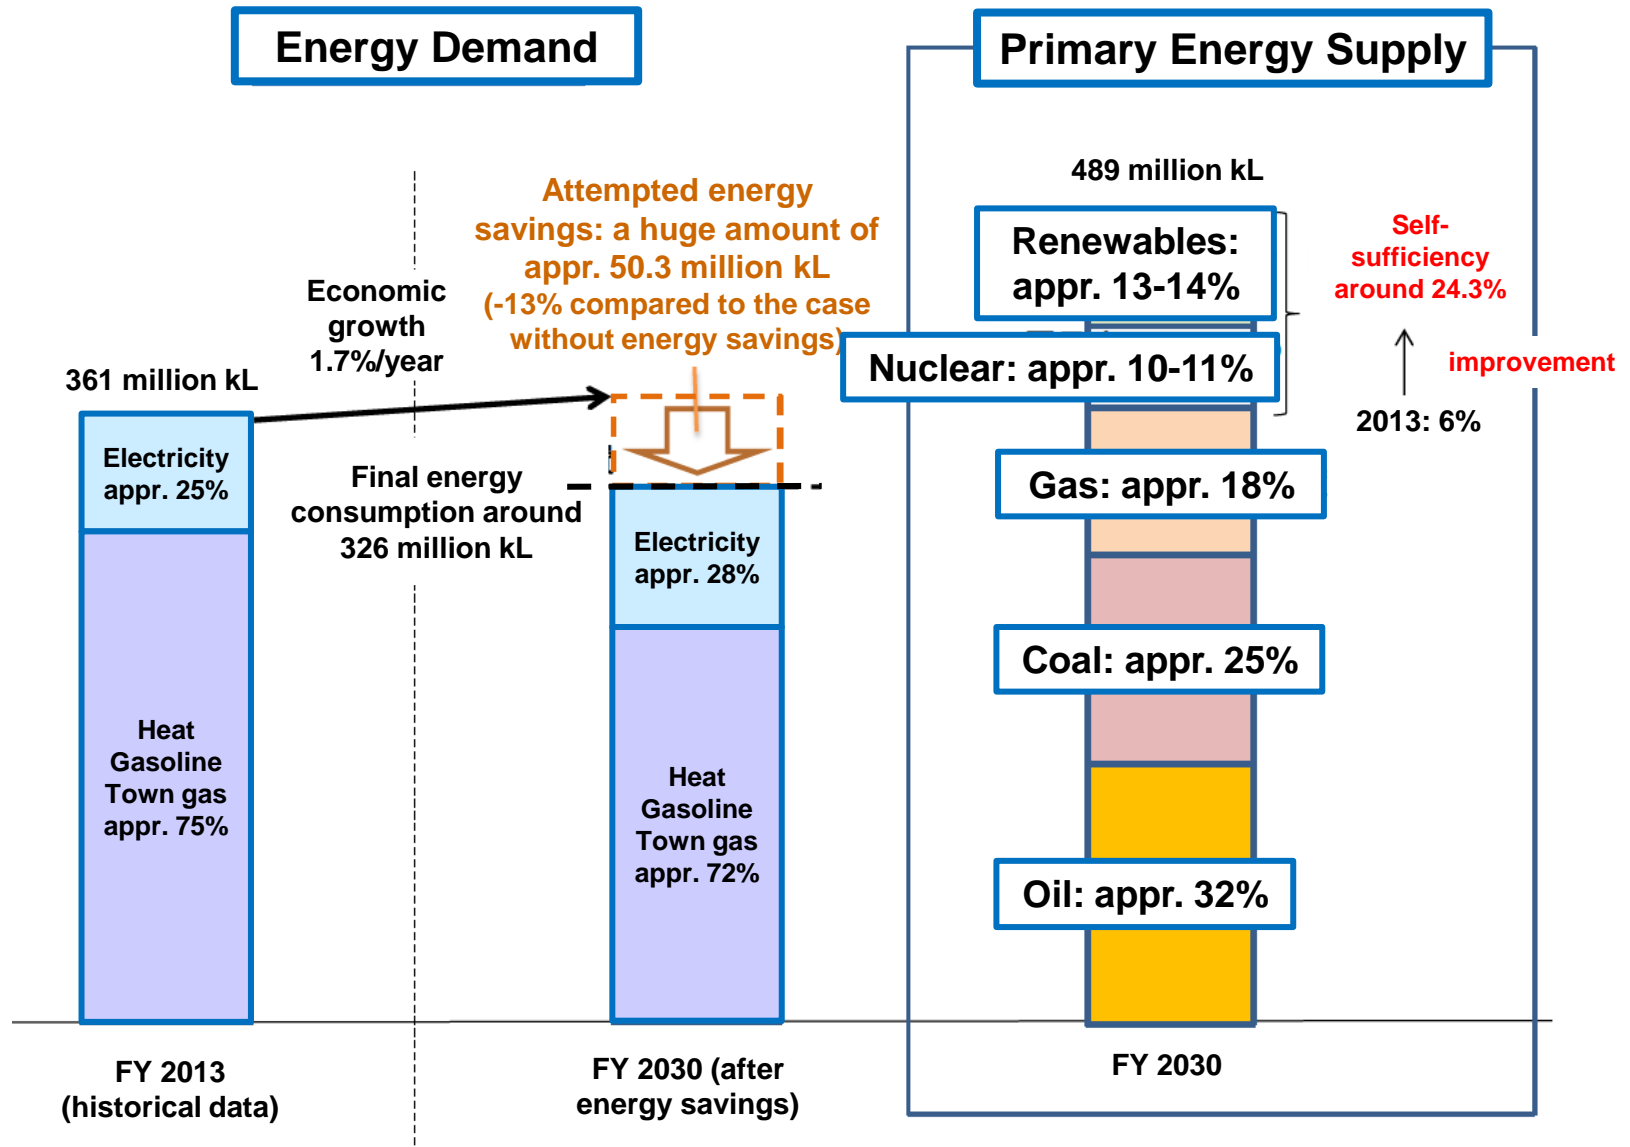 Energy Demand
Primary Energy Supply
361 million kL
Electricity
appr. 25%
Heat
Gasoline
Town gas
appr. 75%
FY 2013
(historical data)
Economic
growth
1.7%/year
Final energy
consumption around
326 million kL
Attempted energy
savings: a huge amount of
appr. 50.3 million kL
(-13% compared to the case
without energy savings)
Electricity
appr. 28%
Heat
Gasoline
Town gas
appr. 72%
FY 2030 (after
energy savings)
489 million kL
Renewables:
appr. 13-14%
Nuclear: appr. 10-11%
Gas: appr. 18%
Coal: appr. 25%
Oil: appr. 32%
FY 2030
Self-
sufficiency
around 24.3%
improvement
2013: 6%